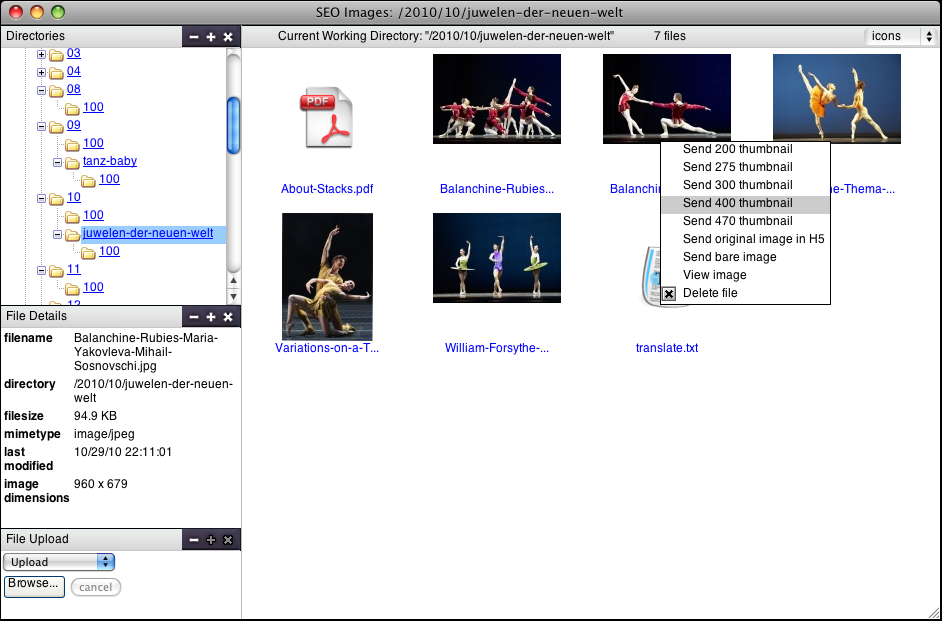 SEO Images: /2010/10/juwelen-der-neuen-welt
Directories
Current Working Directory: "/2010/10/juwelen-der-neuen-welt"
7 files
icons
03
04
08
100
09
100
tanz-baby
100
10
100
juwelen-der-neuen-welt
100
11
100
PDF
About-Stacks.pdf
Balanchine-Rubies...
Balanchin
e-Thema-...
Send 200 thumbnail
Send 275 thumbnail
Send 300 thumbnail
Send 400 thumbnail
Send 470 thumbnail
Send original image in H5
Send bare image
View image
Delete file
Variations-on-a-T...
William-Forsythe-...
translate.txt
File Details
filename Balanchine-Rubies-Maria-
Yakovleva-Mihail-
Sosnovschi.jpg
directory /2010/10/juwelen-der-neuen-
welt
filesize 94.9 KB
mimetype image/jpeg
last 10/29/10 22:11:01
modified
image 960 x 679
dimensions
File Upload
Upload
Browse...
cancel